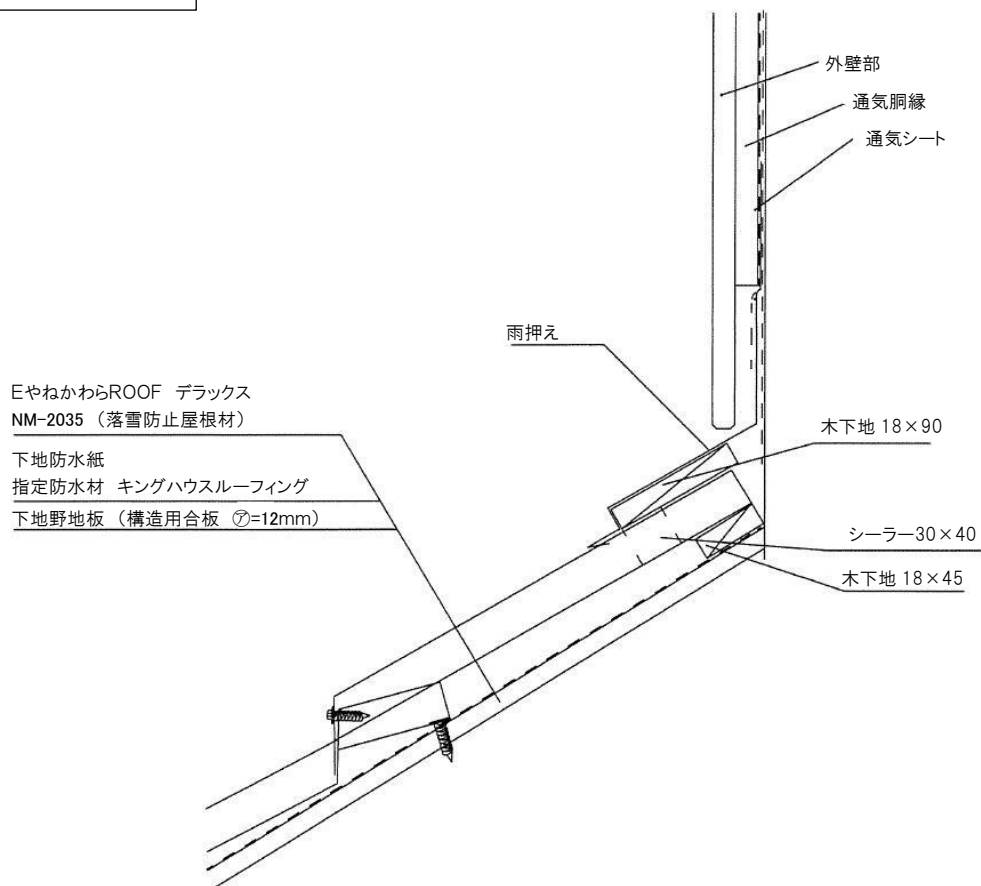 外壁部
通気胴縁
通気シート
雨押え
EやねかわらROOF デラックス
NM-2035 （落雪防止屋根材）
下地防水紙
指定防水材 キングハウスルーフィング
下地野地板 （構造用合板 ㋐=12mm）
木下地 18×90
シーラー30×40
木下地 18×45